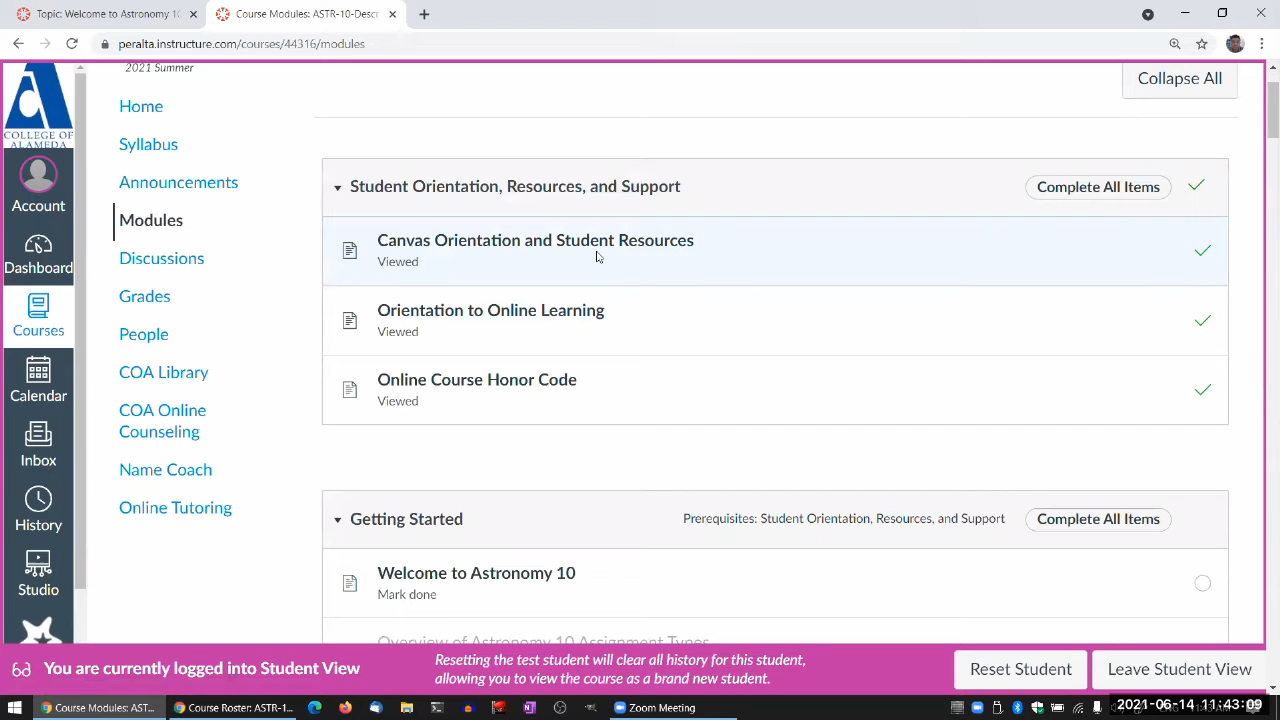 Topic: Welcome to Astronomy 10
Course Modules: ASTR-10-Descr
peralta.instructure.com/courses/44316/modules
COLLEGE OF
ALAMEDA
Account
Dashboard
Courses
Calendar
Inbox
History
Studio
2021 Summer
Home
Syllabus
Announcements
Modules
Discussions
Grades
People
COA Library
COA Online
Counseling
Name Coach
Online Tutoring
Collapse All
Student Orientation, Resources, and Support
Complete All Items
Canvas Orientation and Student Resources
Viewed
Orientation to Online Learning
Viewed
Online Course Honor Code
Viewed
Getting Started
Prerequisites: Student Orientation, Resources, and Support
Complete All Items
Welcome to Astronomy 10
Mark done
Overview of Astronomy 10 Assignment Types
You are currently logged into Student View
Resetting the test student will clear all history for this student,
allowing you to view the course as a brand new student.
Reset Student
Leave Student View
Course Modules: AST...
Course Roster: ASTR-1...
Zoom Meeting
2021-06-14 11:43:09